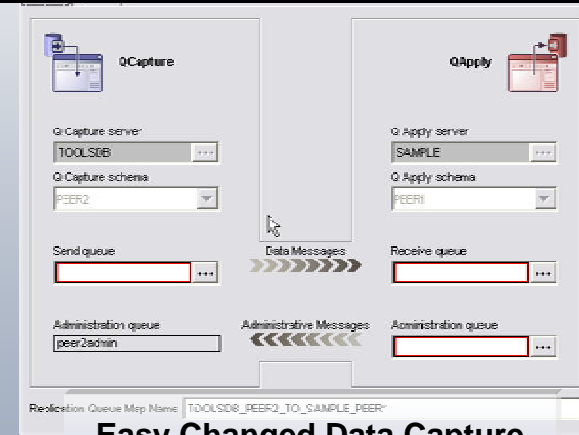 QCapture
QApply
Q Capture server
Q Apply server
TOOLSDB
SAMPLE
Q Capture schema
Q Apply schema
PEER2
PEER1
Send queue
Data Messages
Receive queue
Administration queue
Administrative Messages
Administration queue
peer2admin
Replication Queue Map Name
TOOLSDB_PEER2_TO_SAMPLE_PEER1
Easy Changed Data Capture